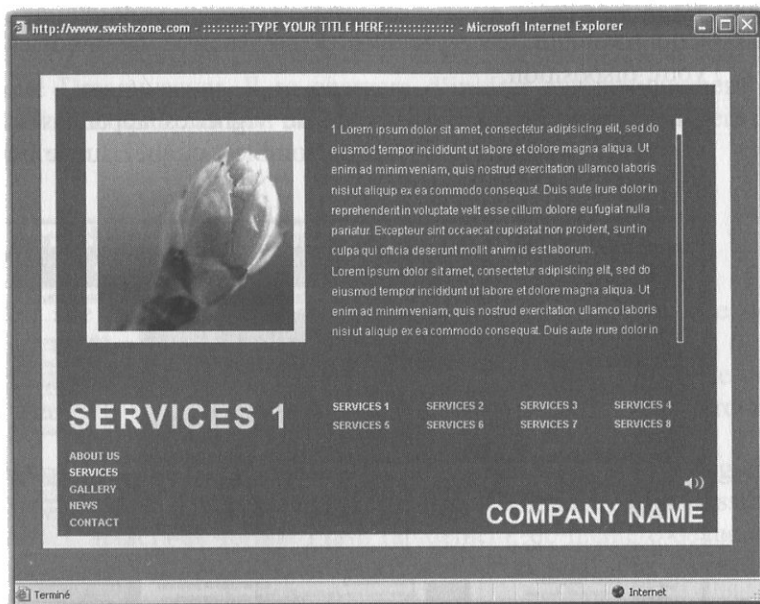 http://www.swishzone.com - ::::::::::TYPE YOUR TITLE HERE::::::::::::::: - Microsoft Internet Explorer
1 Lorem ipsum dolor sit amet, consectetur adipisicing elit, sed do
eiusmod tempor incididunt ut labore et dolore magna aliqua. Ut
enim ad minim veniam, quis nostrud exercitation ullamco laboris
nisi ut aliquip ex ea commodo consequat. Duis aute irure dolor in
reprehenderit in voluptate velit esse cillum dolore eu fugiat nulla
pariatur. Excepteur sint occaecat cupidatat non proident, sunt in
culpa qui officia deserunt mollit anim id est laborum.
Lorem ipsum dolor sit amet, consectetur adipisicing elit, sed do
eiusmod tempor incididunt ut labore et dolore magna aliqua. Ut
enim ad minim veniam, quis nostrud exercitation ullamco laboris
nisi ut aliquip ex ea commodo consequat. Duis aute irure dolor in
SERVICES 1
SERVICES 1 SERVICES 2 SERVICES 3 SERVICES 4
SERVICES 5 SERVICES 6 SERVICES 7 SERVICES 8
ABOUT US
SERVICES
GALLERY
NEWS
CONTACT
COMPANY NAME
Terminé Internet